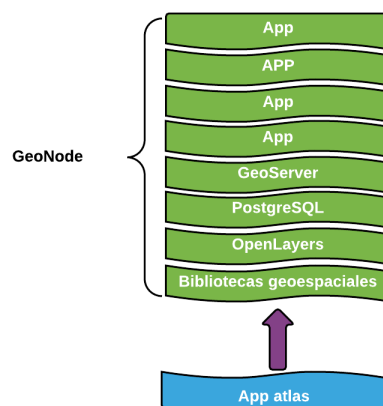 App
APP
App
App
GeoNode
GeoServer
PostgreSQL
OpenLayers
Bibliotecas geoespaciales
App atlas